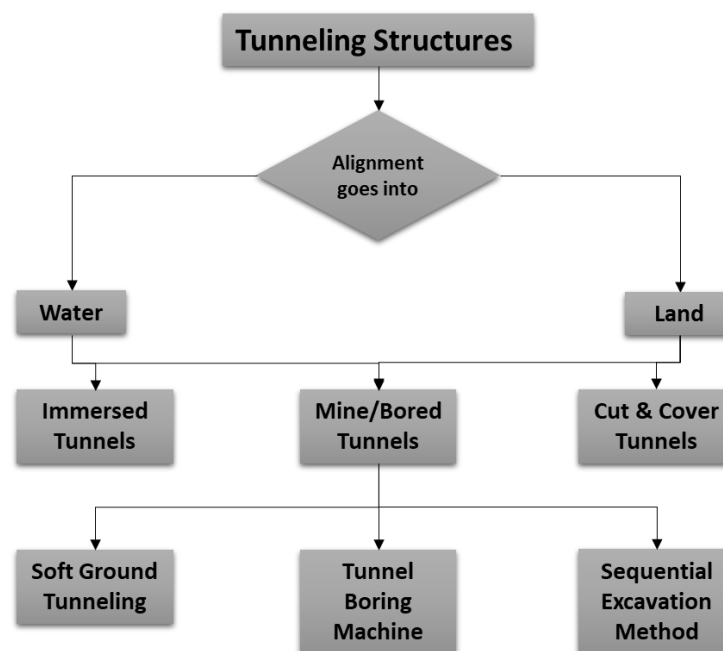 Tunneling Structures
Alignment
goes into
Water
Land
Immersed
Tunnels
Mine/Bored
Tunnels
Cut & Cover
Tunnels
Soft Ground
Tunneling
Tunnel
Boring
Machine
Sequential
Excavation
Method